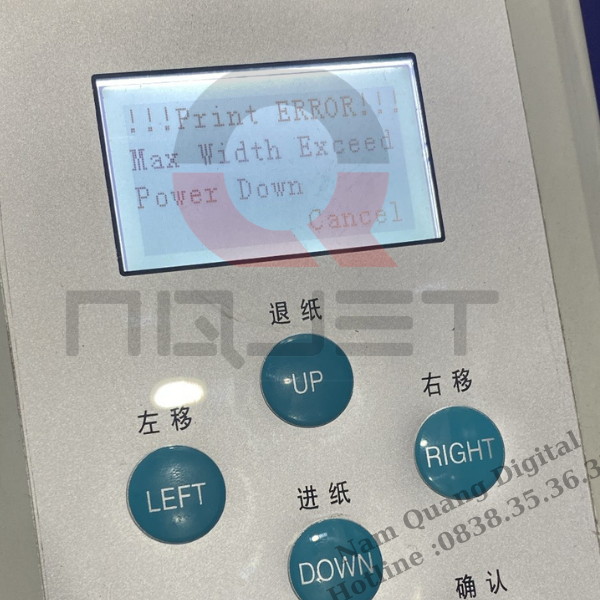 !!!Print ERROR!!!
Max Width Exceed
Power Down
Cancel
NQJET
退纸
UP
左移
LEFT
右移
RIGHT
进纸
DOWN
确认
Nam Quang Digital
Hotline :0838.35.36.3